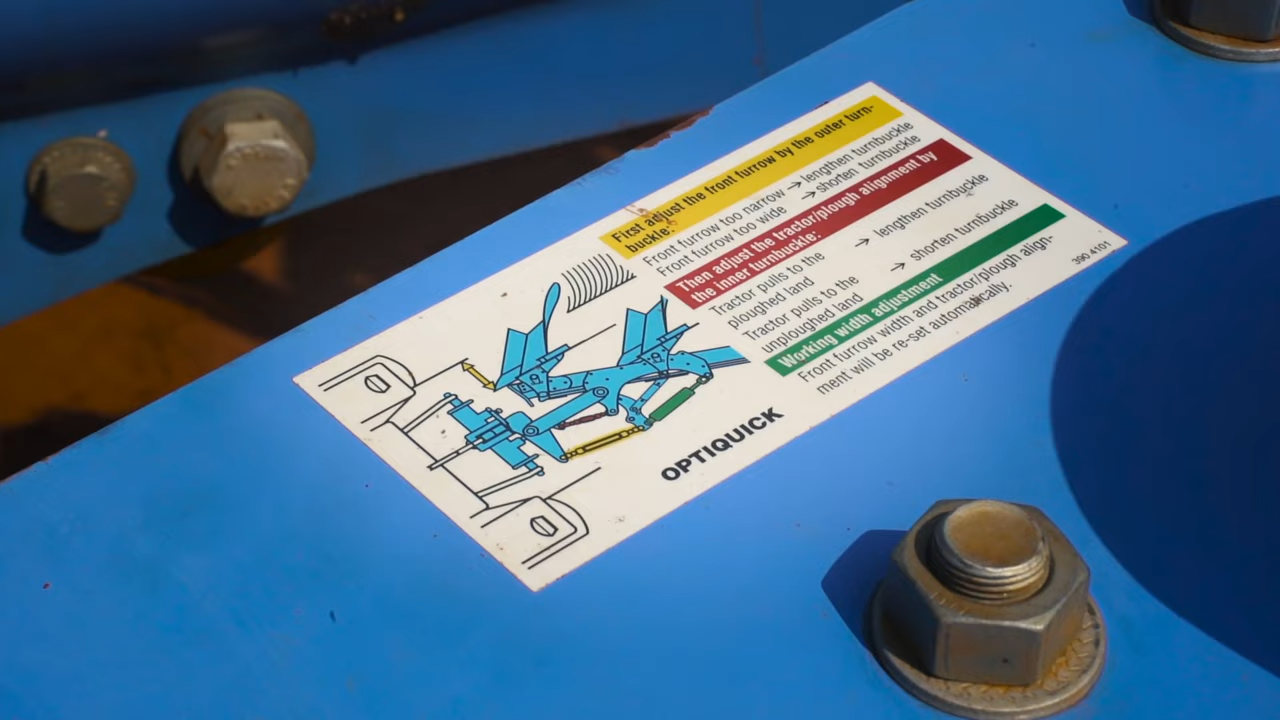 First adjust the front furrow by the outer turn-
buckle:
Front furrow too narrow → lengthen turnbuckle
Front furrow too wide → shorten turnbuckle
Then adjust the tractor/plough alignment by
the inner turnbuckle:
Tractor pulls to the
ploughed land → lengthen turnbuckle
Tractor pulls to the
unploughed land → shorten turnbuckle
Working width adjustment
Front furrow width and tractor/plough align-
ment will be re-set automatically.
390 4101
OPTIQUICK